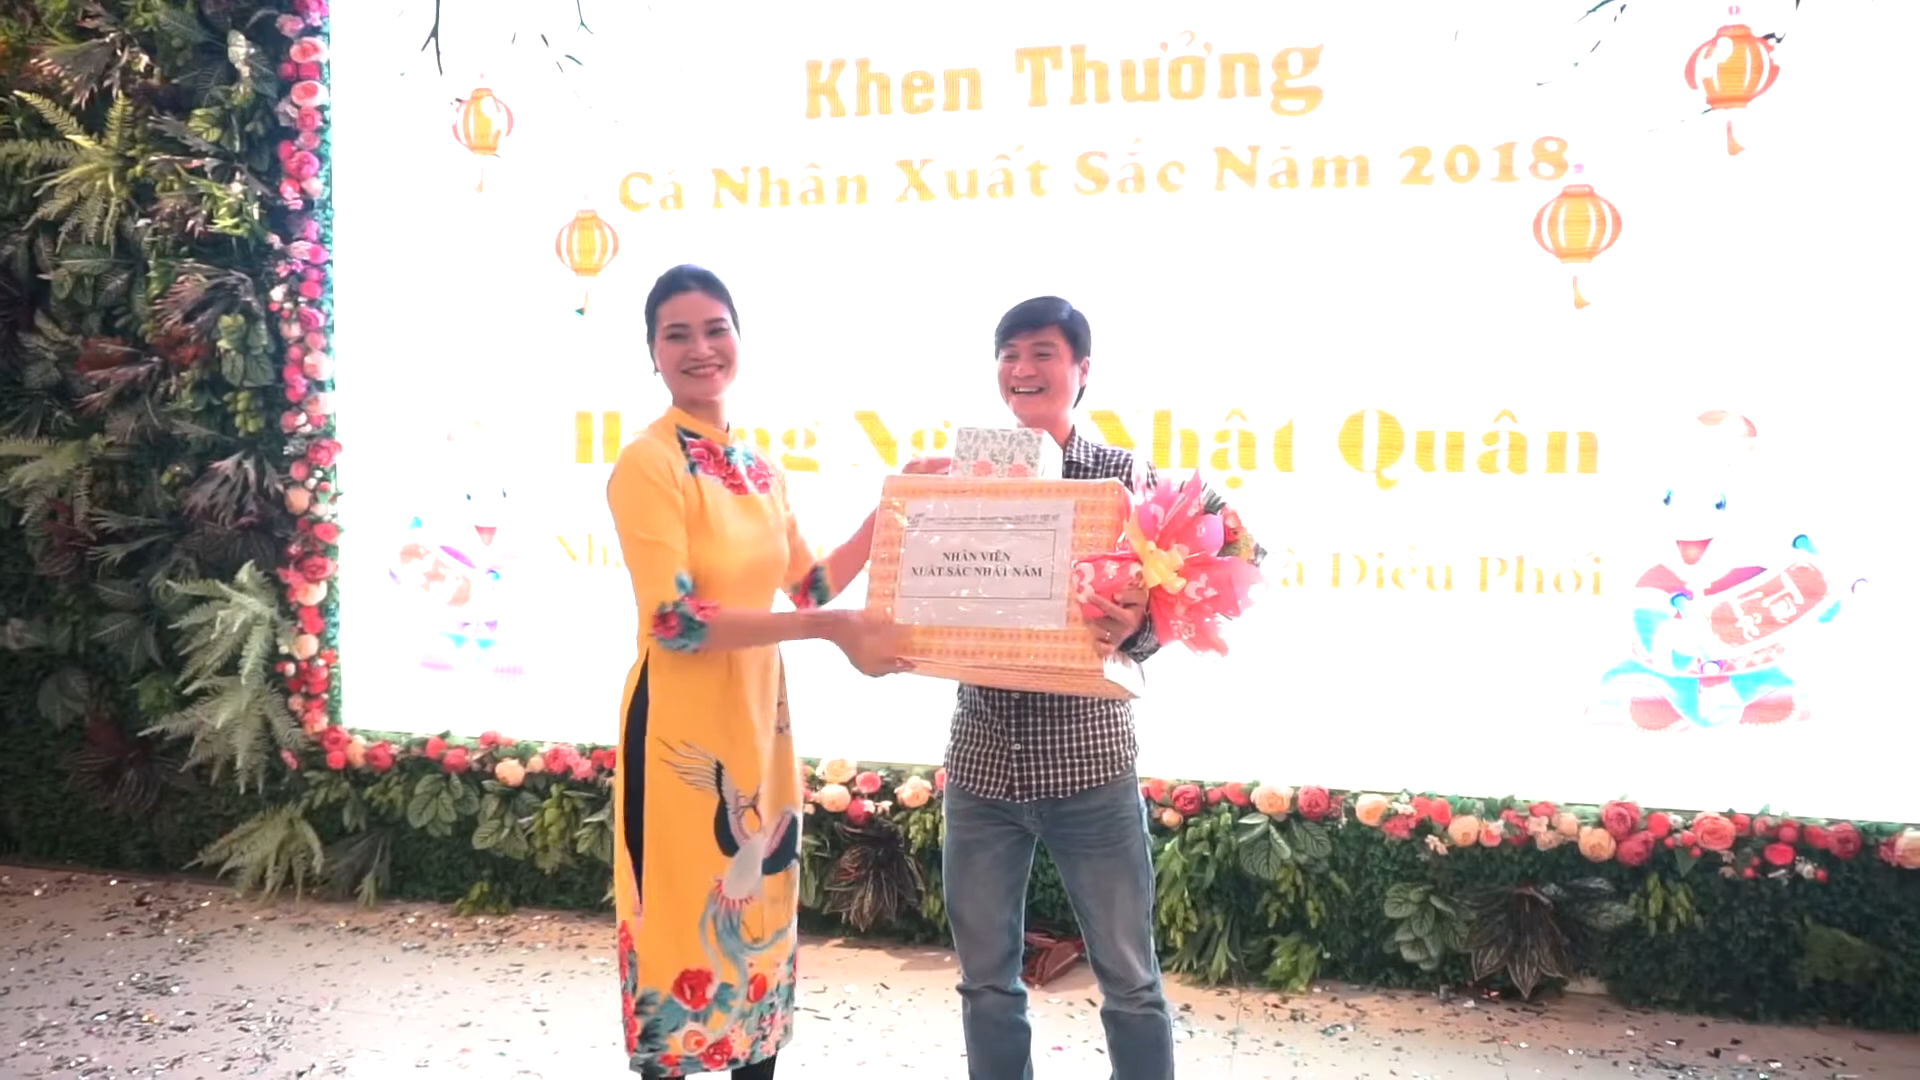 Khen Thưởng
Cá Nhân Xuất Sắc Năm 2018
Nhật Quân
Điều Phối
NHÂN VIÊN
XUẤT SẮC NHẤT NĂM